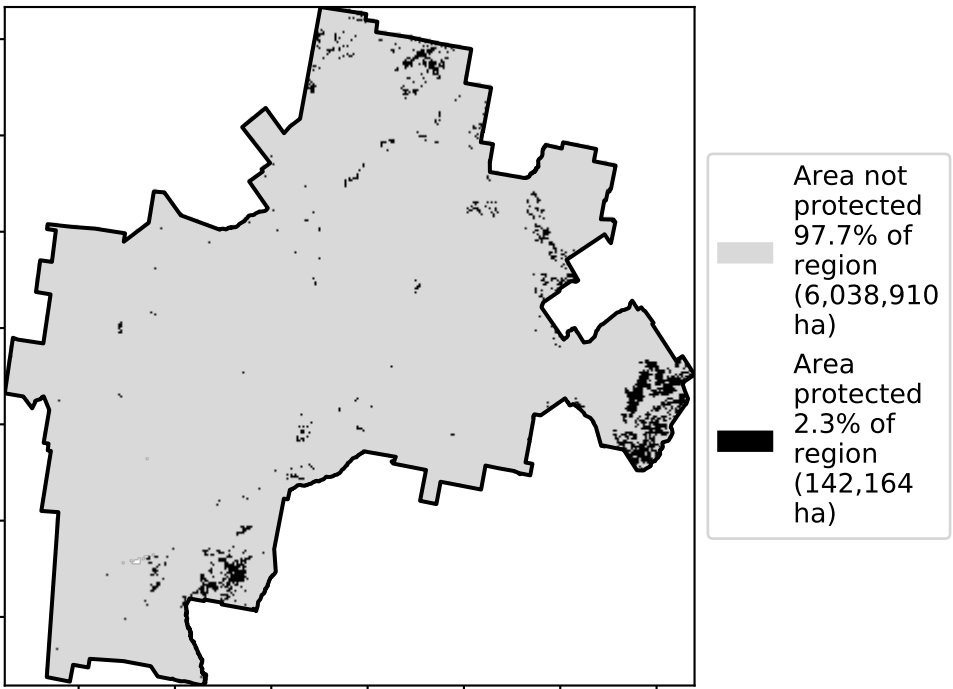 Area not
protected
97.7% of
region
(6,038,910
ha)
Area
protected
2.3% of
region
(142,164
ha)